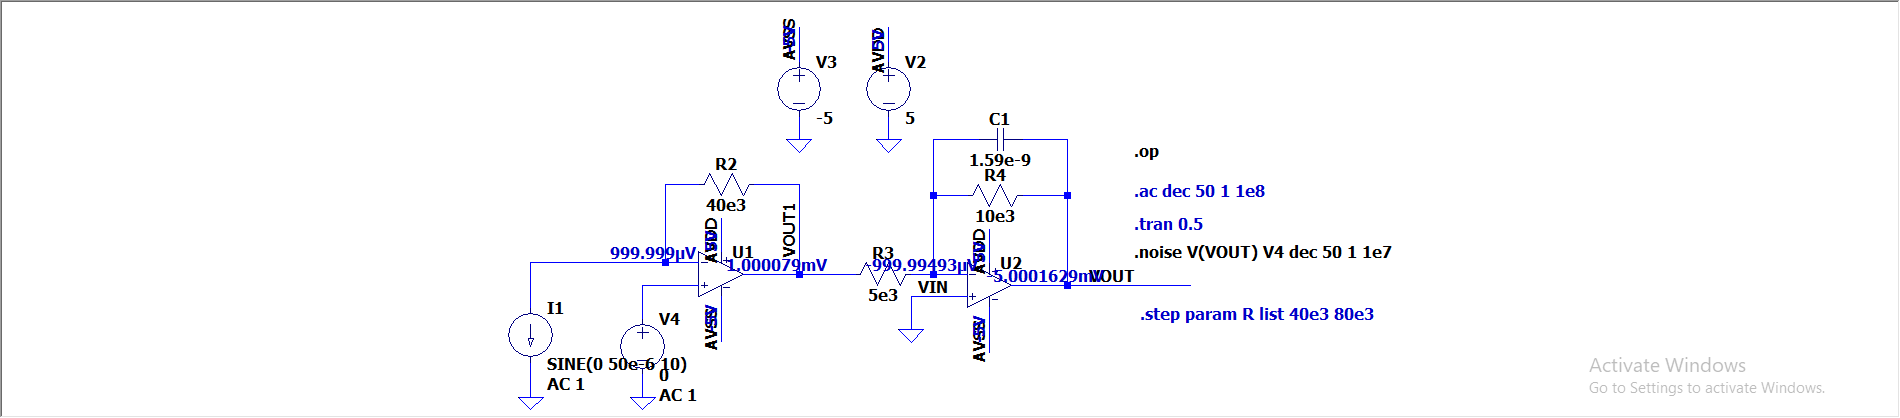 AVSS
V3
-5
AVDD
V2
5
C1
1.59e-9
R4
10e3
R2
40e3
AVDD
U1
VOUT1
999.999µV
1.000079mV
AVSS
R3
5e3
-999.99493µV
VIN
AVDD
U2
-5.0001629mV
VOUT
AVSS
I1
SINE(0 50e-6 10)
AC 1
V4
0
AC 1
.op
.ac dec 50 1 1e8
.tran 0.5
.noise V(VOUT) V4 dec 50 1 1e7
.step param R list 40e3 80e3
Activate Windows
Go to Settings to activate Windows.